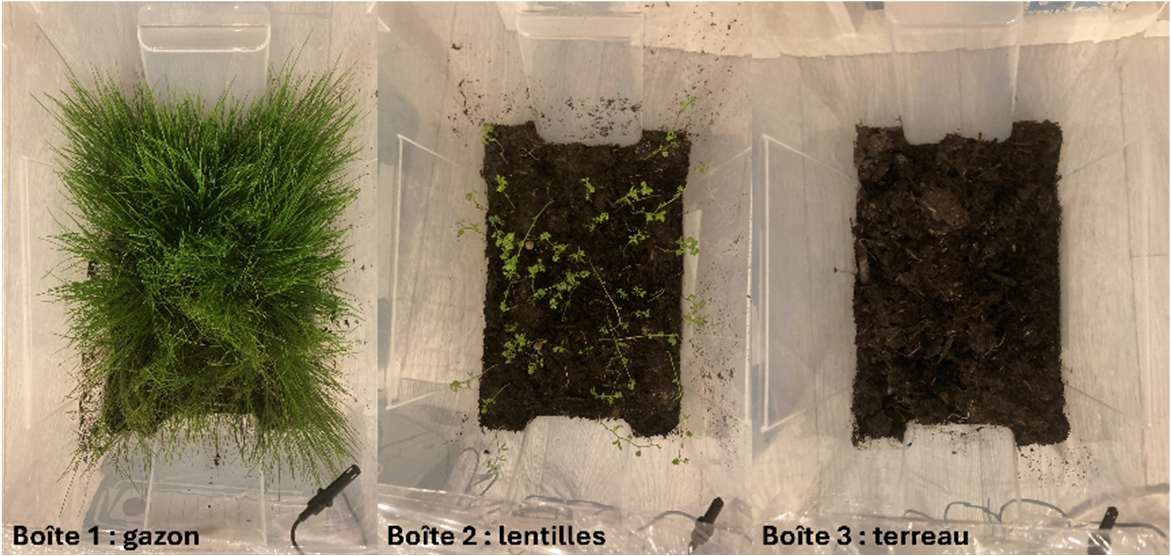 Boîte 1 : gazon
Boîte 2 : lentilles
Boîte 3 : terreau